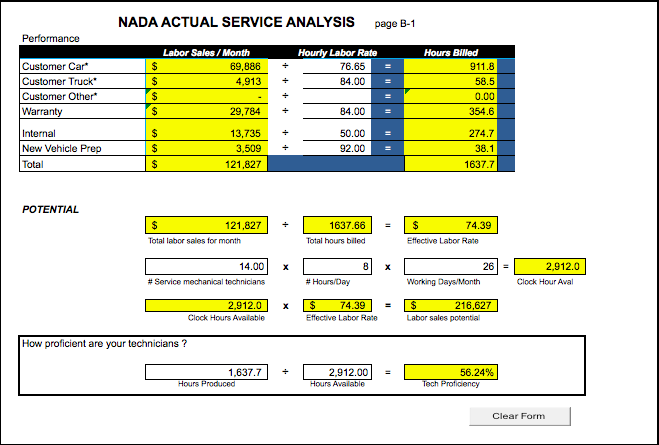 NADA ACTUAL SERVICE ANALYSIS page B-1
Performance
Labor Sales / Month Hourly Labor Rate Hours Billed
Customer Car* $ 69,886 ÷ 76.65 = 911.8
Customer Truck* $ 4,913 ÷ 84.00 = 58.5
Customer Other* $ - ÷ = 0.00
Warranty $ 29,784 ÷ 84.00 = 354.6
Internal $ 13,735 ÷ 50.00 = 274.7
New Vehicle Prep $ 3,509 ÷ 92.00 = 38.1
Total $ 121,827 1637.7
POTENTIAL
$ 121,827 ÷ 1637.66 = $ 74.39
Total labor sales for month Total hours billed Effective Labor Rate
14.00 x 8 x 26 = 2,912.0
# Service mechanical technicians # Hours/Day Working Days/Month Clock Hour Aval
2,912.0 x $ 74.39 = $ 216,627
Clock Hours Available Effective Labor Rate Labor sales potential
How proficient are your technicians ?
1,637.7 ÷ 2,912.00 = 56.24%
Hours Produced Hours Available Tech Proficiency
Clear Form